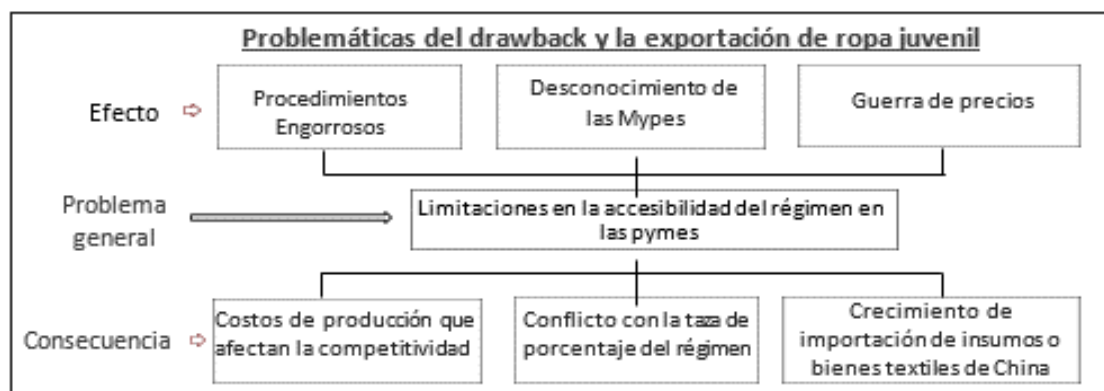 Problemáticas del drawback y la exportación de ropa juvenil
Efecto
Procedimientos
Engorrosos
Desconocimiento de
las Mypes
Guerra de precios
Problema
general
Limitaciones en la accesibilidad del régimen en
las pymes
Consecuencia
Costos de producción que
afectan la competitividad
Conflicto con la taza de
porcentaje del régimen
Crecimiento de
importación de insumos o
bienes textiles de China